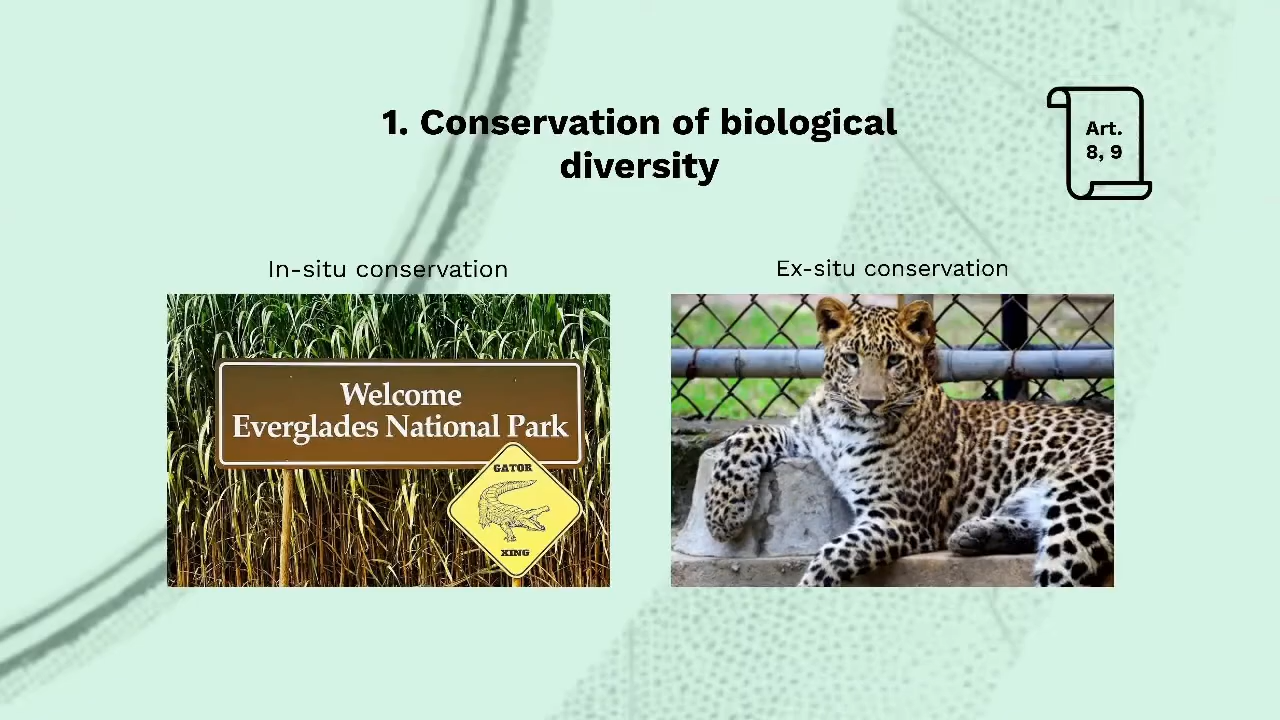 1. Conservation of biological
diversity
Art.
8, 9
In-situ conservation
Ex-situ conservation
Welcome
Everglades National Park
GATOR
XING